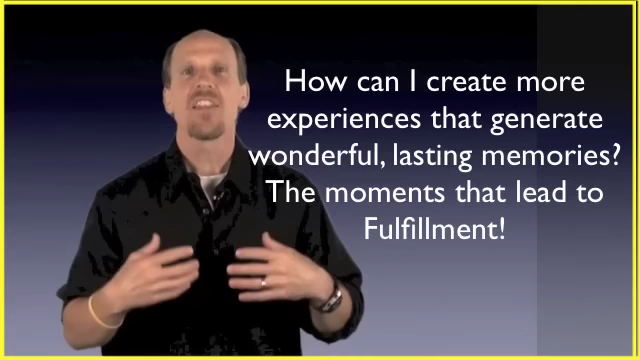 How can I create more
experiences that generate
wonderful, lasting memories?
The moments that lead to
Fulfillment!